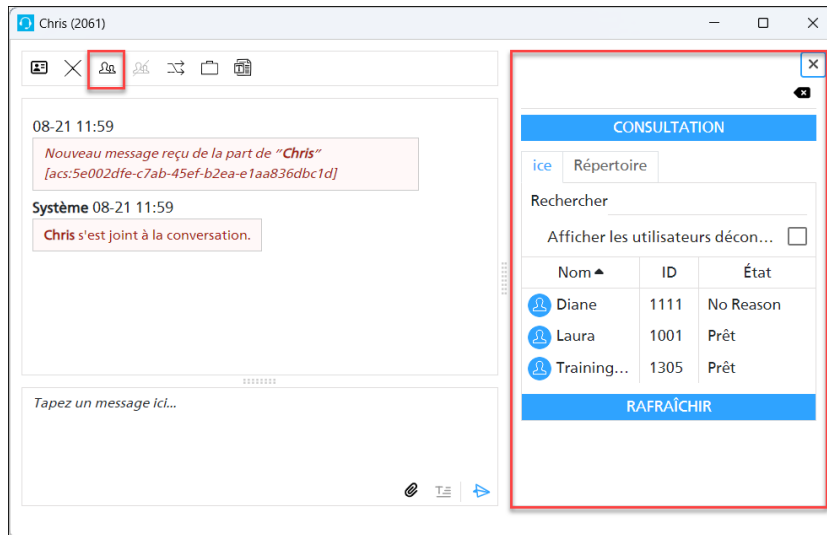 Chris (2061)
08-21 11:59
Nouveau message reçu de la part de "Chris"
[acs:5e002dfe-c7ab-45ef-b2ea-e1aa836dbc1d]
Système 08-21 11:59
Chris s'est joint à la conversation.
Tapez un message ici...
CONSULTATION
ice Répertoire
Rechercher
Afficher les utilisateurs décon...
Nom ID État
Diane 1111 No Reason
Laura 1001 Prêt
Training... 1305 Prêt
RAFRAÎCHIR